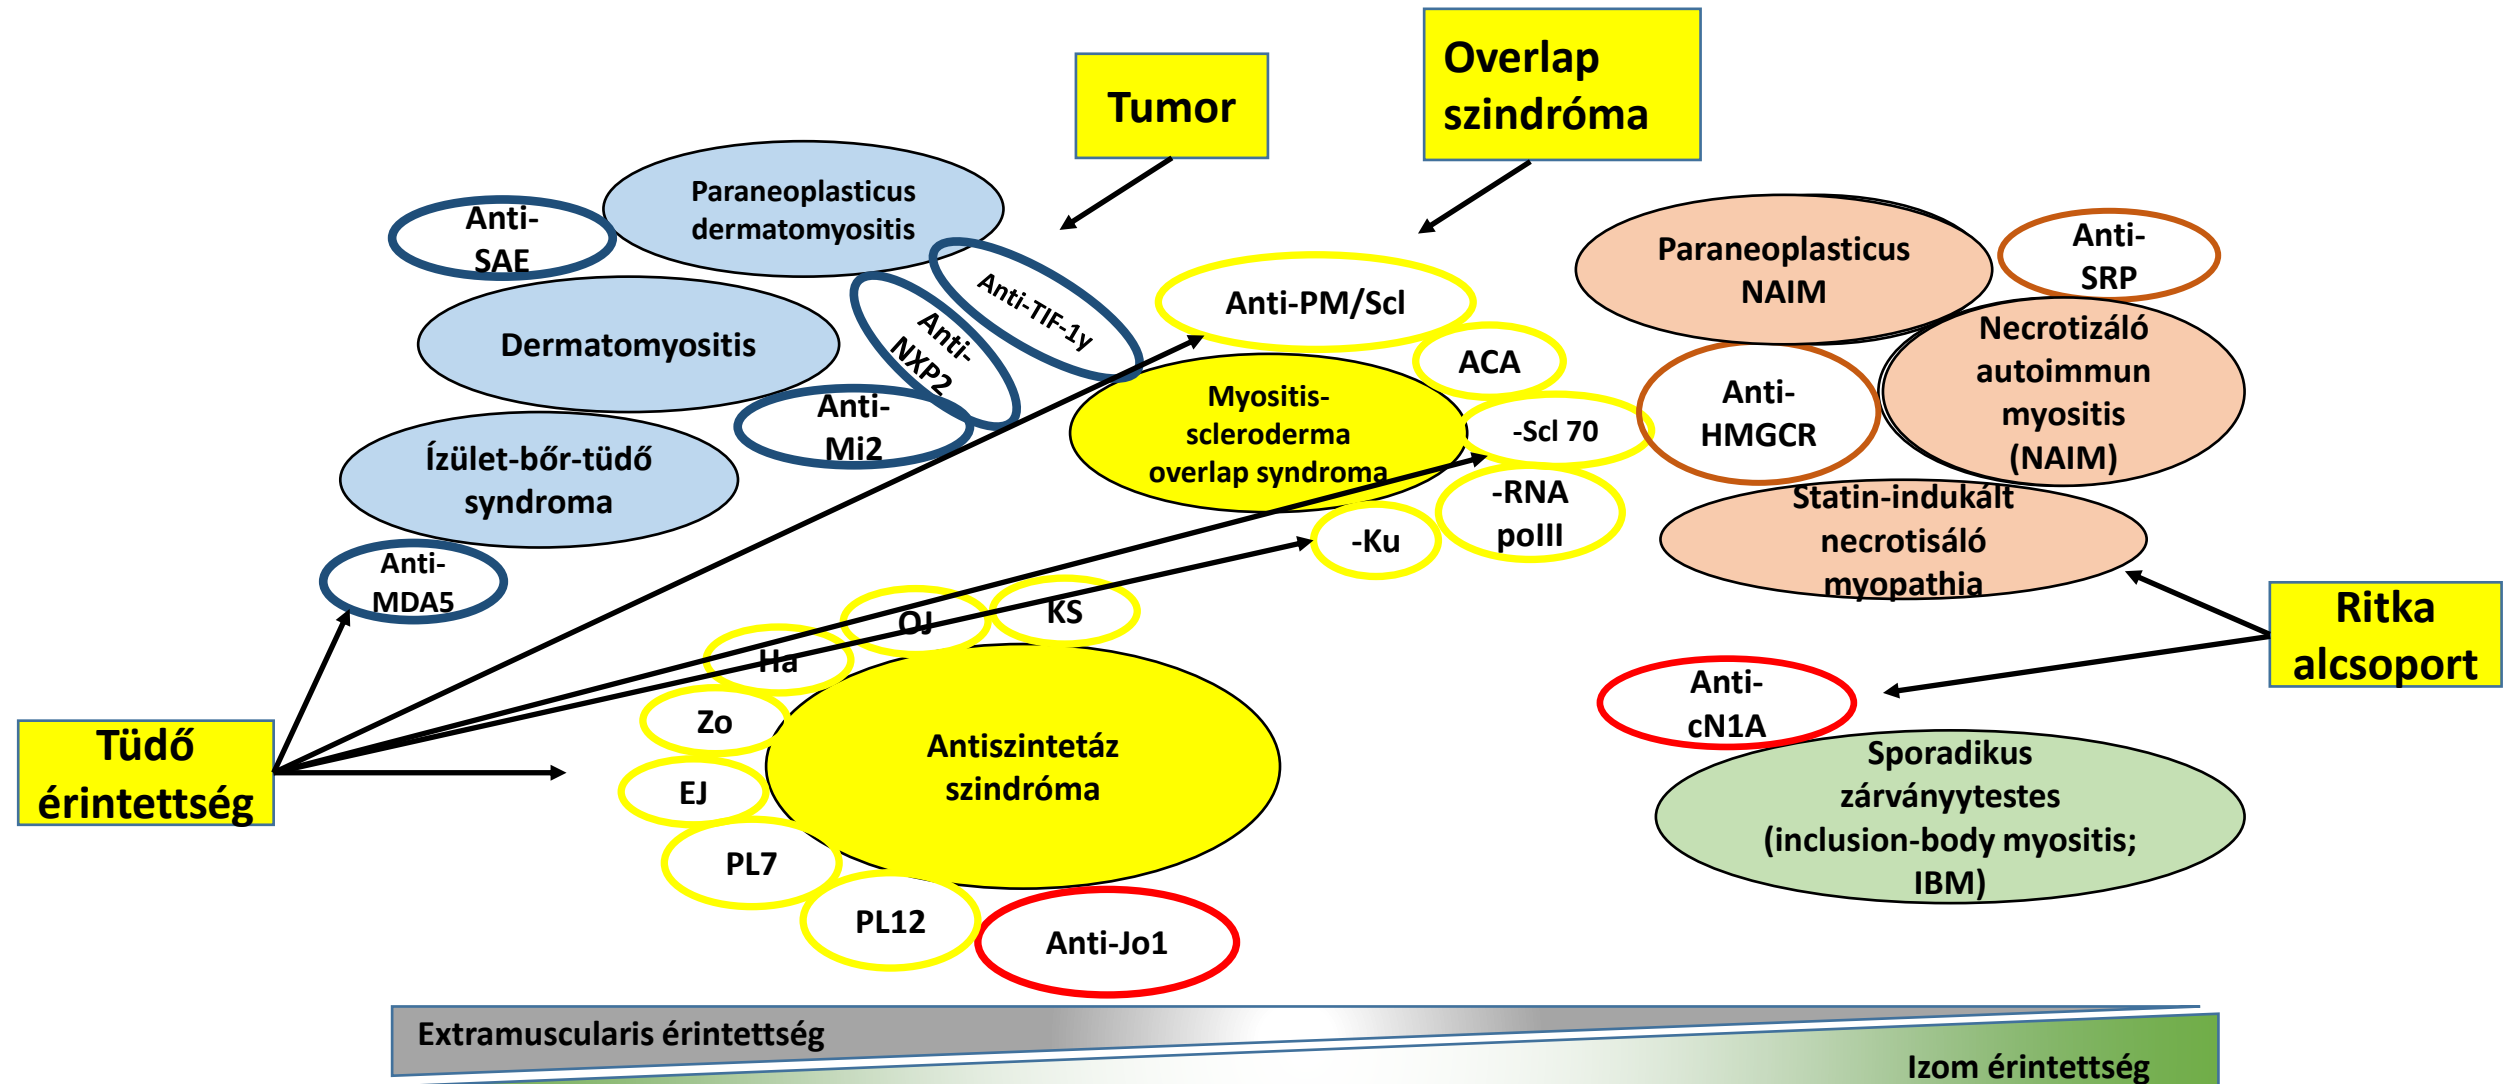 Overlap
szindróma
Tumor
Paraneoplasticus
dermatomyositis
Anti-
SAE
Dermatomyositis
Anti-TIF-1y
Anti-
NXP2
Anti-
Mi2
Ízület-bőr-tüdő
syndroma
Anti-
MDA5
Anti-PM/Scl
ACA
Myositis-
scleroderma
overlap syndroma
-Scl 70
-RNA
polII
-Ku
Paraneoplasticus
NAIM
Anti-
SRP
Necrotizáló
autoimmun
myositis
(NAIM)
Anti-
HMGCR
Statin-indukált
necrotisáló
myopathia
Ritka
alcsoport
Anti-
cN1A
Sporadikus
zárványytestes
(inclusion-body myositis;
IBM)
KS
OJ
Ha
Zo
EJ
PL7
PL12
Anti-Jo1
Antiszintetáz
szindróma
Tüdő
érintettség
Extramuscularis érintettség
Izom érintettség